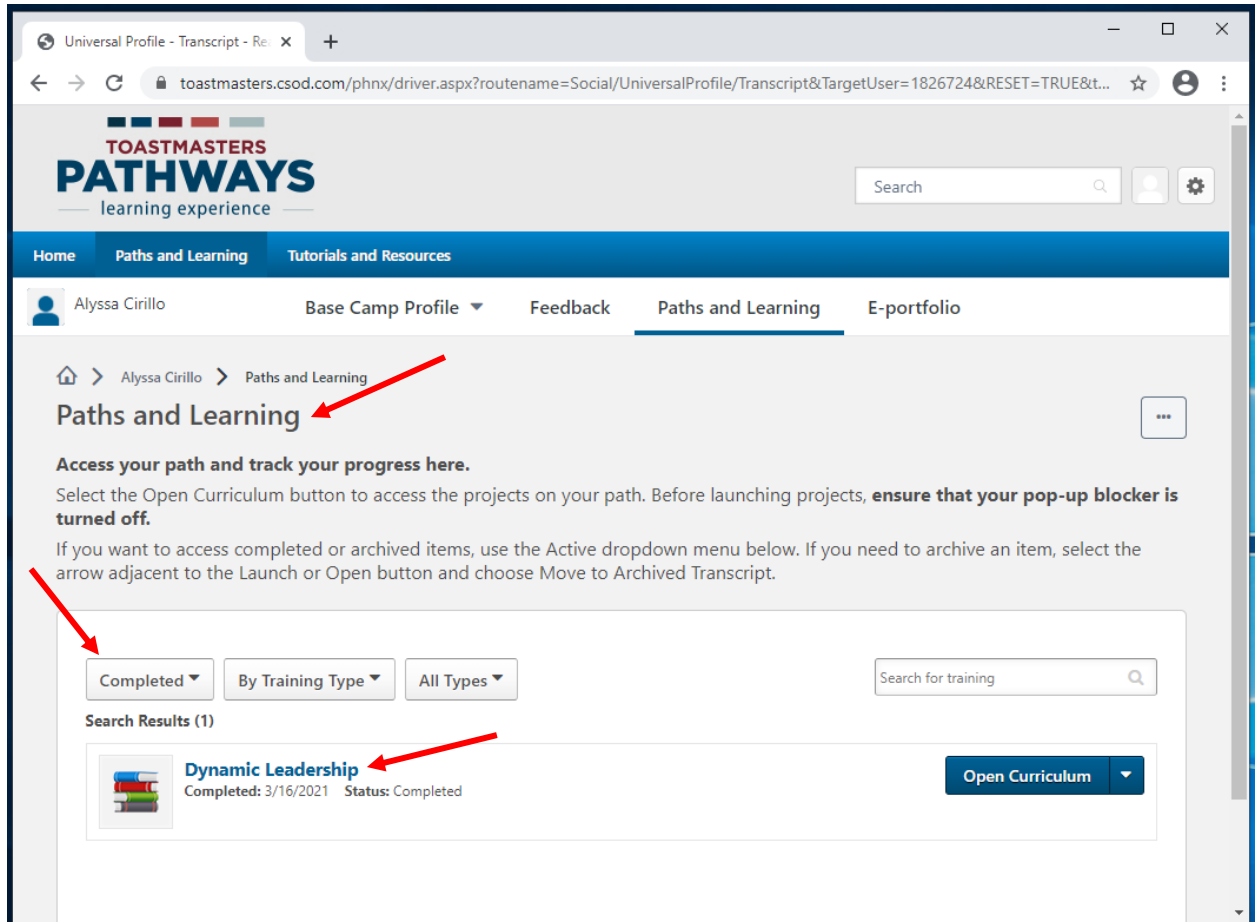 Universal Profile - Transcript - Re
toastmasters.csod.com/phnx/driver.aspx?routename=Social/UniversalProfile/Transcript&TargetUser=1826724&RESET=TRUE&t...
TOASTMASTERS
PATHWAYS
learning experience
Search
Home Paths and Learning Tutorials and Resources
Alyssa Cirillo Base Camp Profile Feedback Paths and Learning E-portfolio
Alyssa Cirillo Paths and Learning
Paths and Learning
...
Access your path and track your progress here.
Select the Open Curriculum button to access the projects on your path. Before launching projects, ensure that your pop-up blocker is
turned off.
If you want to access completed or archived items, use the Active dropdown menu below. If you need to archive an item, select the
arrow adjacent to the Launch or Open button and choose Move to Archived Transcript.
Completed By Training Type All Types Search for training
Search Results (1)
Dynamic Leadership
Completed: 3/16/2021 Status: Completed
Open Curriculum